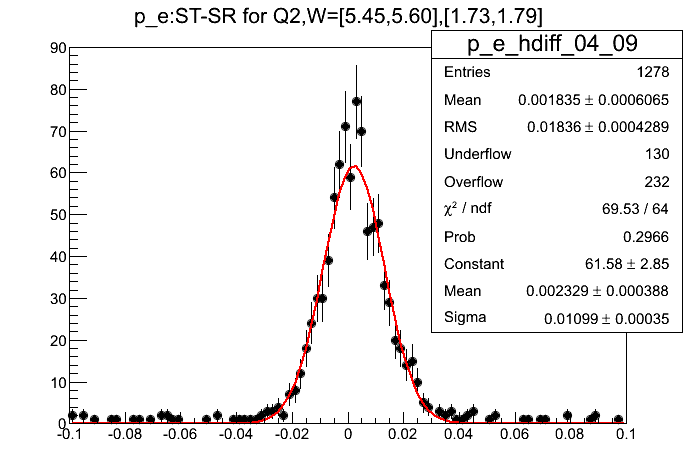 p_e:ST-SR for Q2,W=[5.45,5.60],[1.73,1.79]
p_e_hdiff_04_09
Entries 1278
Mean 0.001835 ± 0.0006065
RMS 0.01836 ± 0.0004289
Underflow 130
Overflow 232
χ² / ndf 69.53 / 64
Prob 0.2966
Constant 61.58 ± 2.85
Mean 0.002329 ± 0.000388
Sigma 0.01099 ± 0.00035
90
80
70
60
50
40
30
20
10
0
-0.1 -0.08 -0.06 -0.04 -0.02 0 0.02 0.04 0.06 0.08 0.1